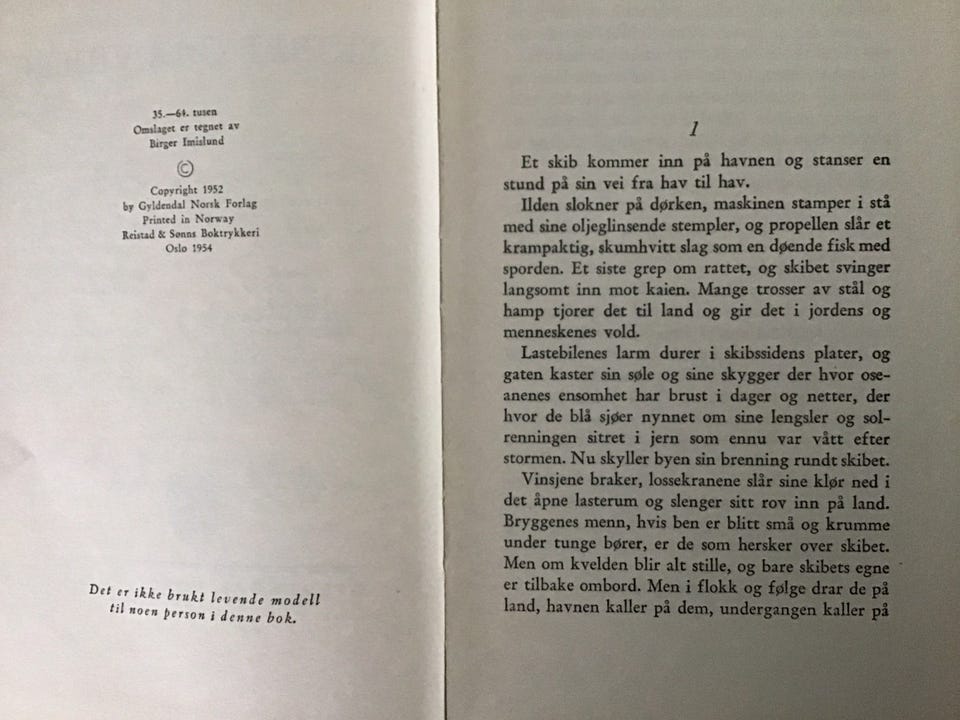 35.—64. tusen
Omslaget er tegnet av
Birger Imislund
©
Copyright 1952
by Gyldendal Norsk Forlag
Printed in Norway
Reistad & Sønns Boktrykkeri
Oslo 1954
Det er ikke brukt levende modell
til noen person i denne bok.
1
Et skib kommer inn på havnen og stanser en
stund på sin vei fra hav til hav.
Ilden slokner på dørken, maskinen stamper i stå
med sine oljeglinsende stempler, og propellen slår et
krampaktig, skumhvitt slag som en døende fisk med
sporden. Et siste grep om rattet, og skibet svinger
langsomt inn mot kaien. Mange trosser av stål og
hamp tjorer det til land og gir det i jordens og
menneskenes vold.
Lastebilenes larm durer i skibssidens plater, og
gaten kaster sin søle og sine skygger der hvor ose-
anenes ensomhet har brust i dager og netter, der
hvor de blå sjøer nynnet om sine lengsler og sol-
renningen sitret i jern som ennu var vått efter
stormen. Nu skyller byen sin brenning rundt skibet.
Vinsjene braker, lossekranene slår sine klør ned i
det åpne lasterum og slenger sitt rov inn på land.
Bryggenes menn, hvis ben er blitt små og krumme
under tunge bører, er de som hersker over skibet.
Men om kvelden blir alt stille, og bare skibets egne
er tilbake ombord. Men i flokk og følge drar de på
land, havnen kaller på dem, undergangen kaller på